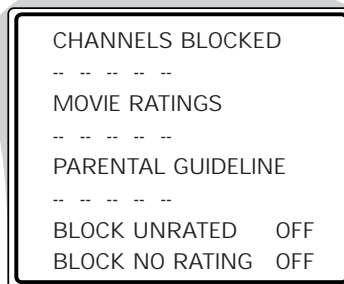 CHANNELS BLOCKED
-- -- -- -- --
MOVIE RATINGS
-- -- -- -- --
PARENTAL GUIDELINE
-- -- -- -- --
BLOCK UNRATED OFF
BLOCK NO RATING OFF